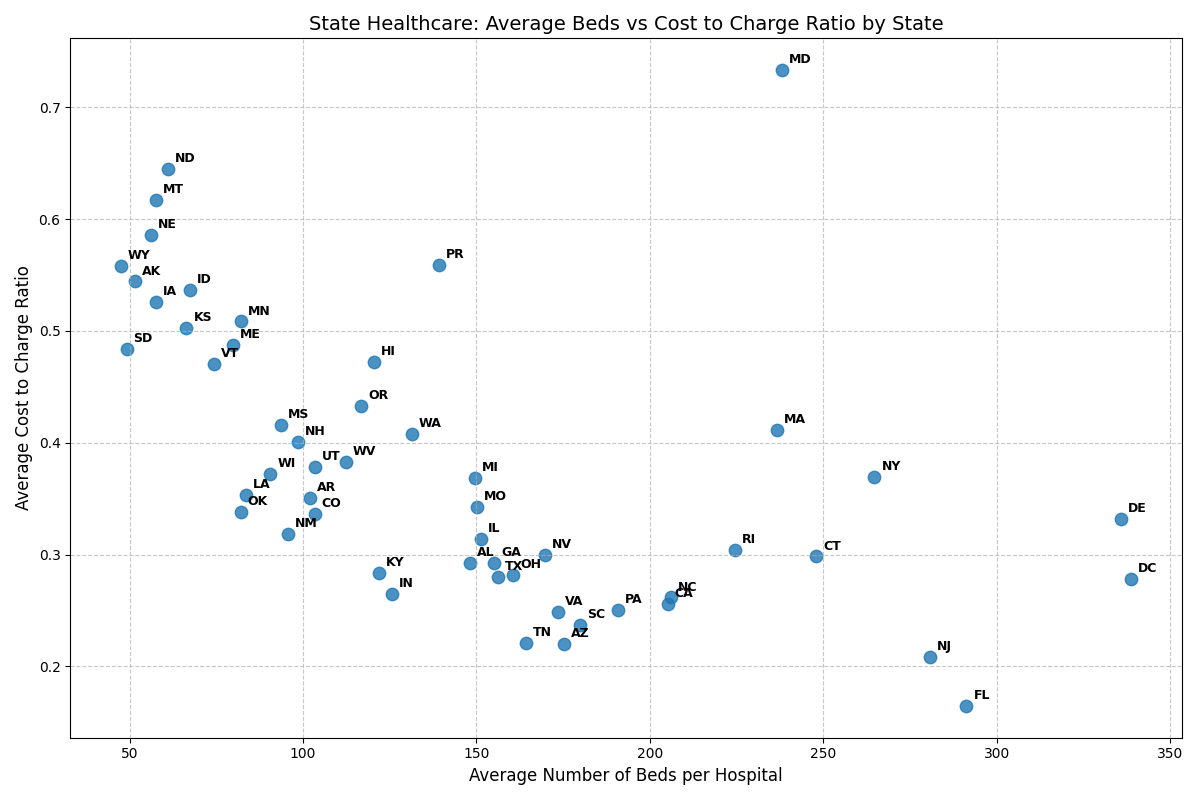 State Healthcare: Average Beds vs Cost to Charge Ratio by State
MD
0.7
ND
MT
0.6
NE
WY
PR
AK
ID
IA
MN
KS
0.5
SD
ME
VT
HI
OR
MS
WA
MA
NH
0.4
WV
UT
WI
MI
NY
LA
AR
MO
OK
CO
DE
NM
IL
RI
NV
CT
0.3
AL
GA
OH
TX
KY
DC
IN
NC
CA
VA
PA
SC
TN
AZ
NJ
0.2
FL
Average Cost to Charge Ratio
50 100 150 200 250 300 350
Average Number of Beds per Hospital